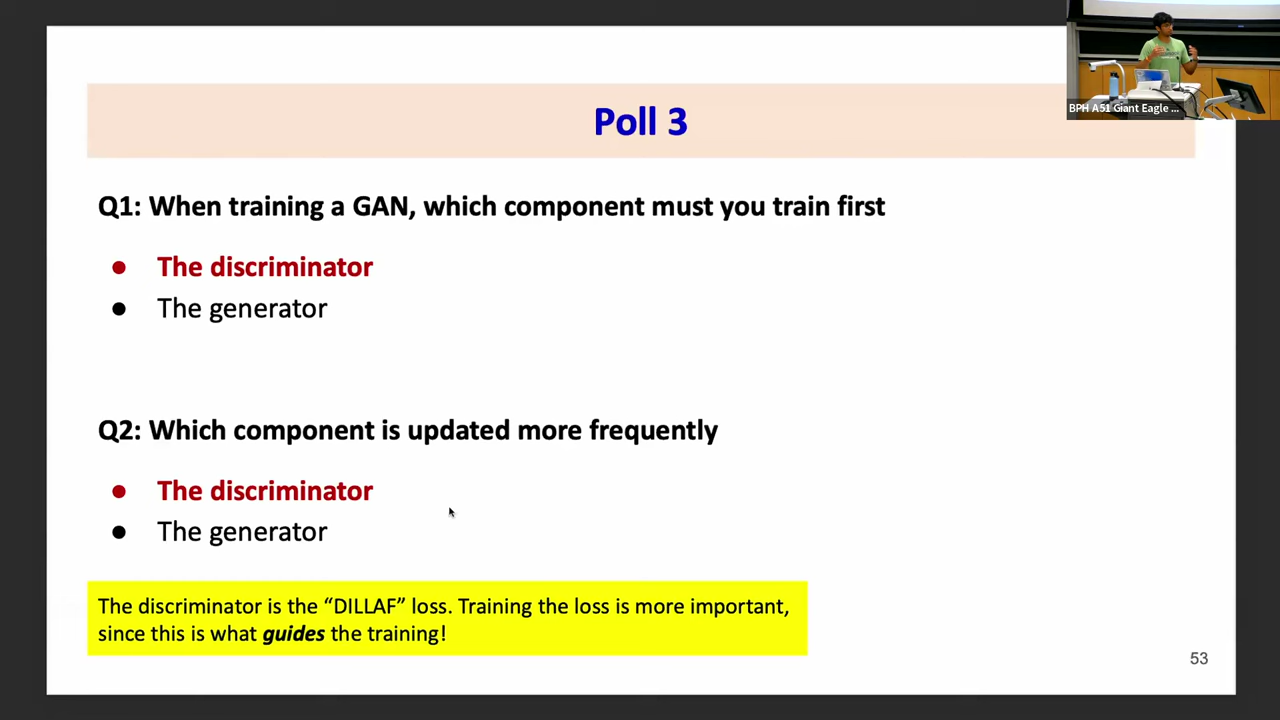 BPH A51 Giant Eagle ...
Poll 3
Q1: When training a GAN, which component must you train first
● The discriminator
● The generator
Q2: Which component is updated more frequently
● The discriminator
● The generator
The discriminator is the “DILLAF” loss. Training the loss is more important,
since this is what guides the training!
53